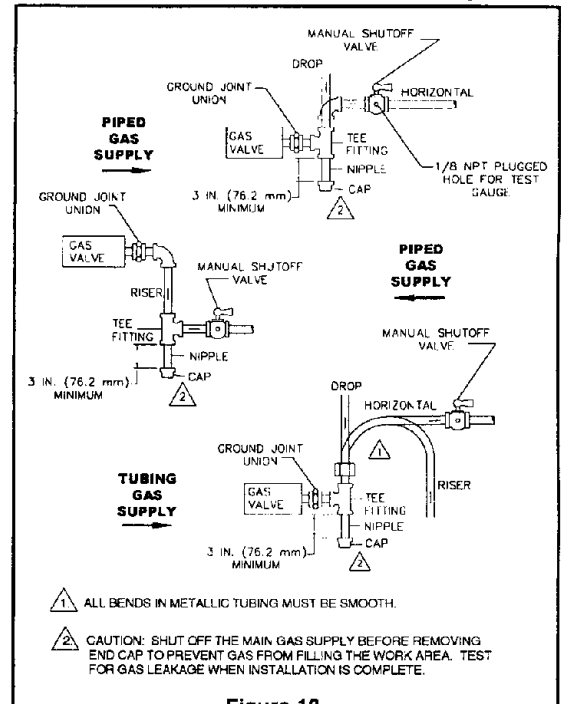 MANUAL SHUTOFF
VALVE
DROP
GROUND JOINT
UNION
HORIZONTAL
PIPED
GAS
SUPPLY
GAS
VALVE
TEE
FITTING
NIPPLE
1/8 NPT PLUGGED
HOLE FOR TEST
GAUGE
3 IN. (76.2 mm)
MINIMUM
CAP
2
GROUND JOINT
UNION
GAS
VALVE
MANUAL SHUTOFF
VALVE
RISER
TEE
FITTING
NIPPLE
CAP
3 IN. (76.2 mm)
MINIMUM
2
PIPED
GAS
SUPPLY
MANUAL SHUTOFF
VALVE
DROP
HORIZONTAL
1
GROUND JOINT
UNION
RISER
TUBING
GAS
SUPPLY
GAS
VALVE
TEE
FITTING
NIPPLE
CAP
3 IN. (76.2 mm)
MINIMUM
2
1. ALL BENDS IN METALLIC TUBING MUST BE SMOOTH.
2. CAUTION: SHUT OFF THE MAIN GAS SUPPLY BEFORE REMOVING
END CAP TO PREVENT GAS FROM FILLING THE WORK AREA. TEST
FOR GAS LEAKAGE WHEN INSTALLATION IS COMPLETE.